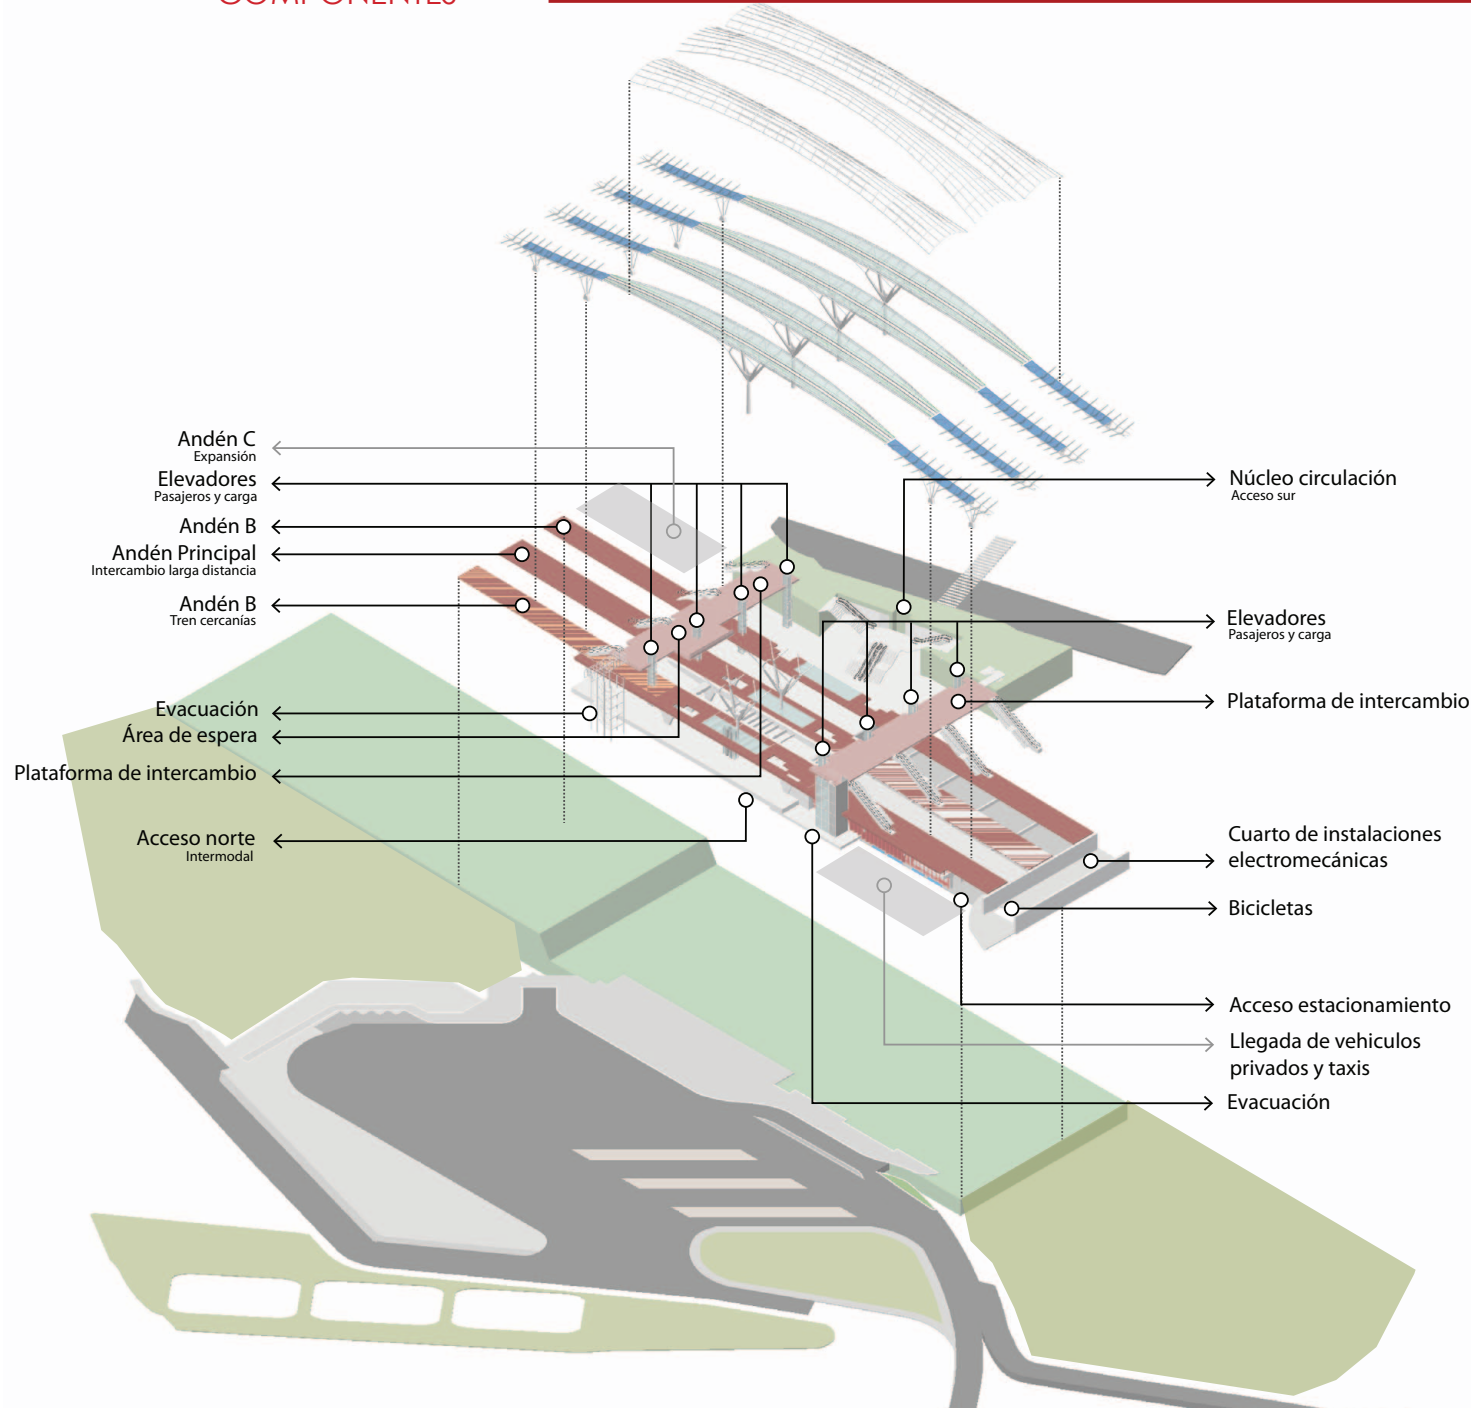 COMPONENTES
Andén C
Expansión
Elevadores
Pasajeros y carga
Andén B
Andén Principal
Intercambio larga distancia
Andén B
Tren cercanías
Evacuación
Área de espera
Plataforma de intercambio
Acceso norte
Intermodal
Núcleo circulación
Acceso sur
Elevadores
Pasajeros y carga
Plataforma de intercambio
Cuarto de instalaciones
electromecánicas
Bicicletas
Acceso estacionamiento
Llegada de vehiculos
privados y taxis
Evacuación